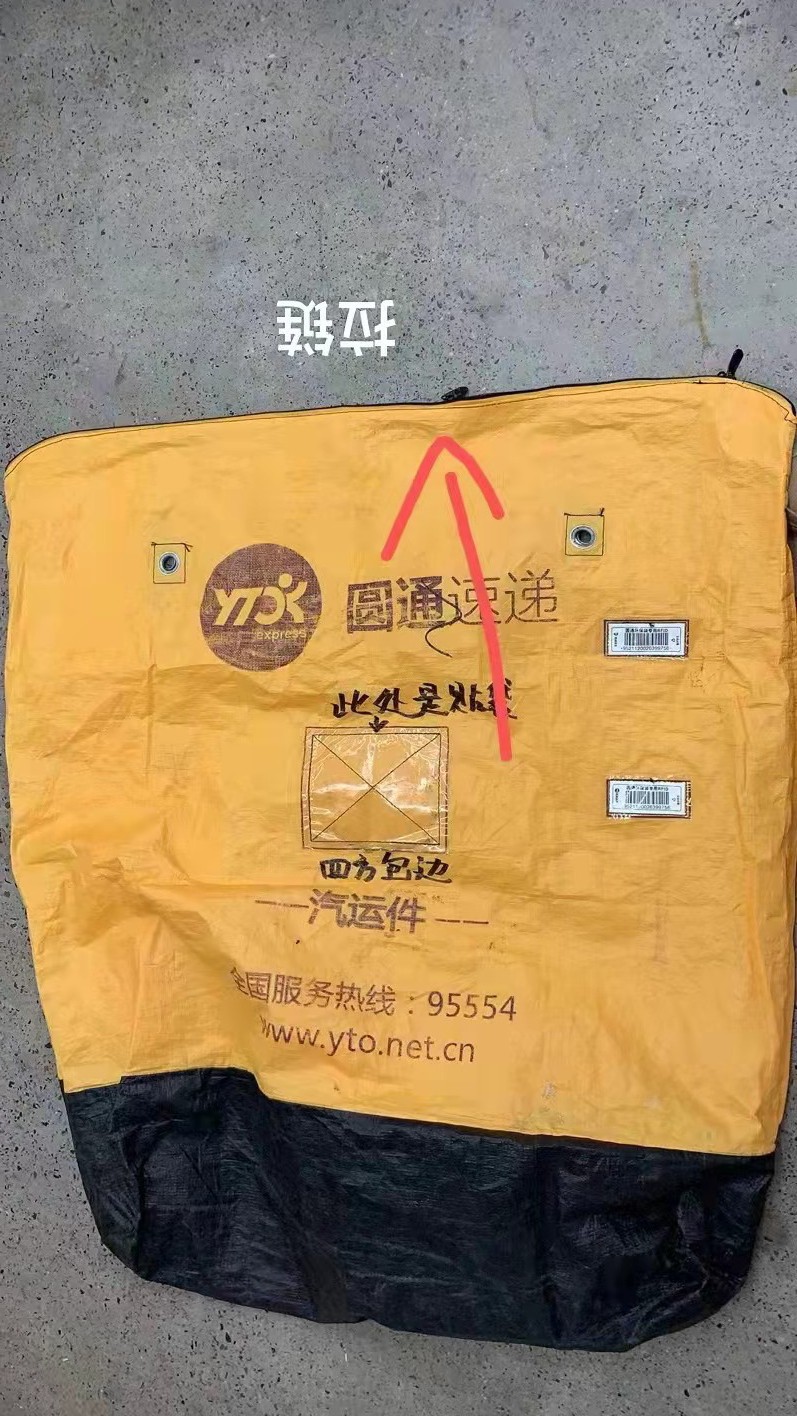 拉链
YTO express
圆通速递
此处是贴袋
四方包边
——汽运件——
全国服务热线：95554
www.yto.net.cn